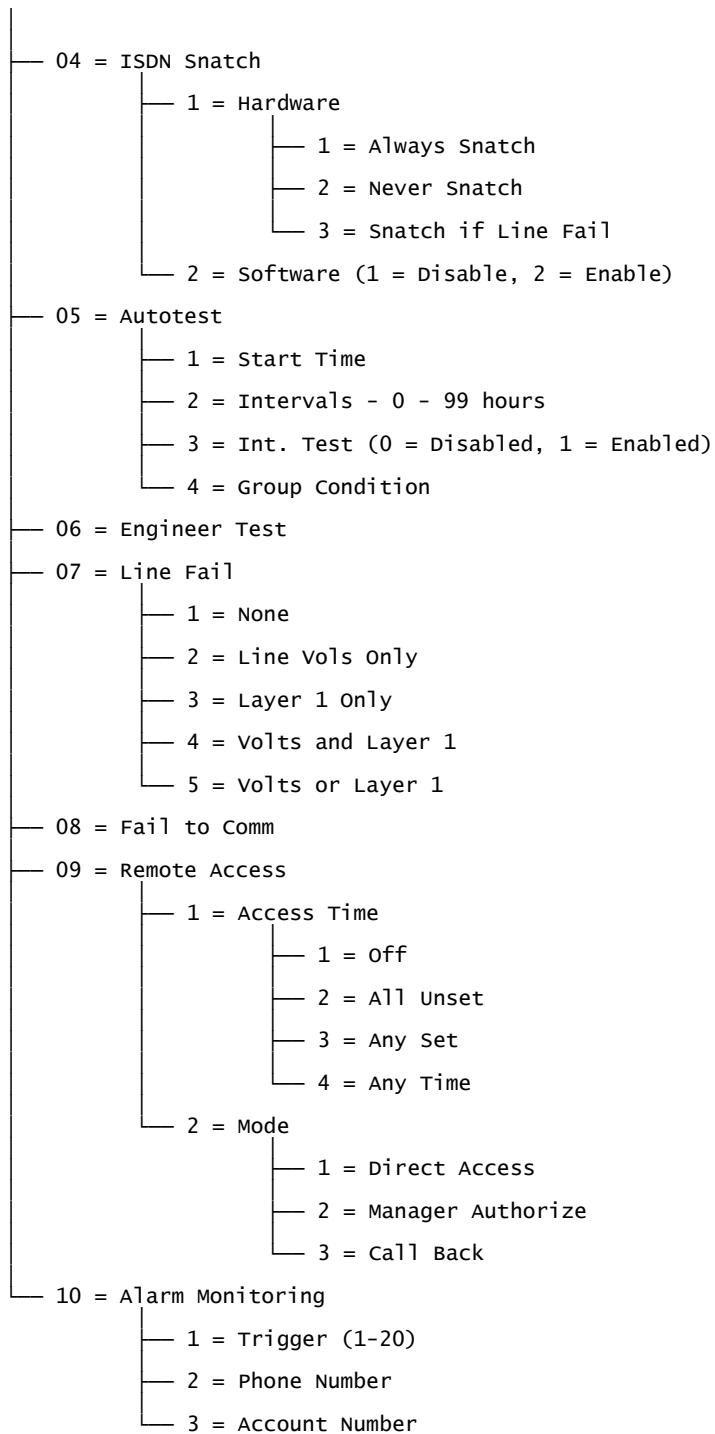 04 = ISDN Snatch
1 = Hardware
1 = Always Snatch
2 = Never Snatch
3 = Snatch if Line Fail
2 = Software (1 = Disable, 2 = Enable)
05 = Autotest
1 = Start Time
2 = Intervals - 0 - 99 hours
3 = Int. Test (0 = Disabled, 1 = Enabled)
4 = Group Condition
06 = Engineer Test
07 = Line Fail
1 = None
2 = Line Vols Only
3 = Layer 1 Only
4 = Volts and Layer 1
5 = Volts or Layer 1
08 = Fail to Comm
09 = Remote Access
1 = Access Time
1 = Off
2 = All Unset
3 = Any Set
4 = Any Time
2 = Mode
1 = Direct Access
2 = Manager Authorize
3 = Call Back
10 = Alarm Monitoring
1 = Trigger (1-20)
2 = Phone Number
3 = Account Number